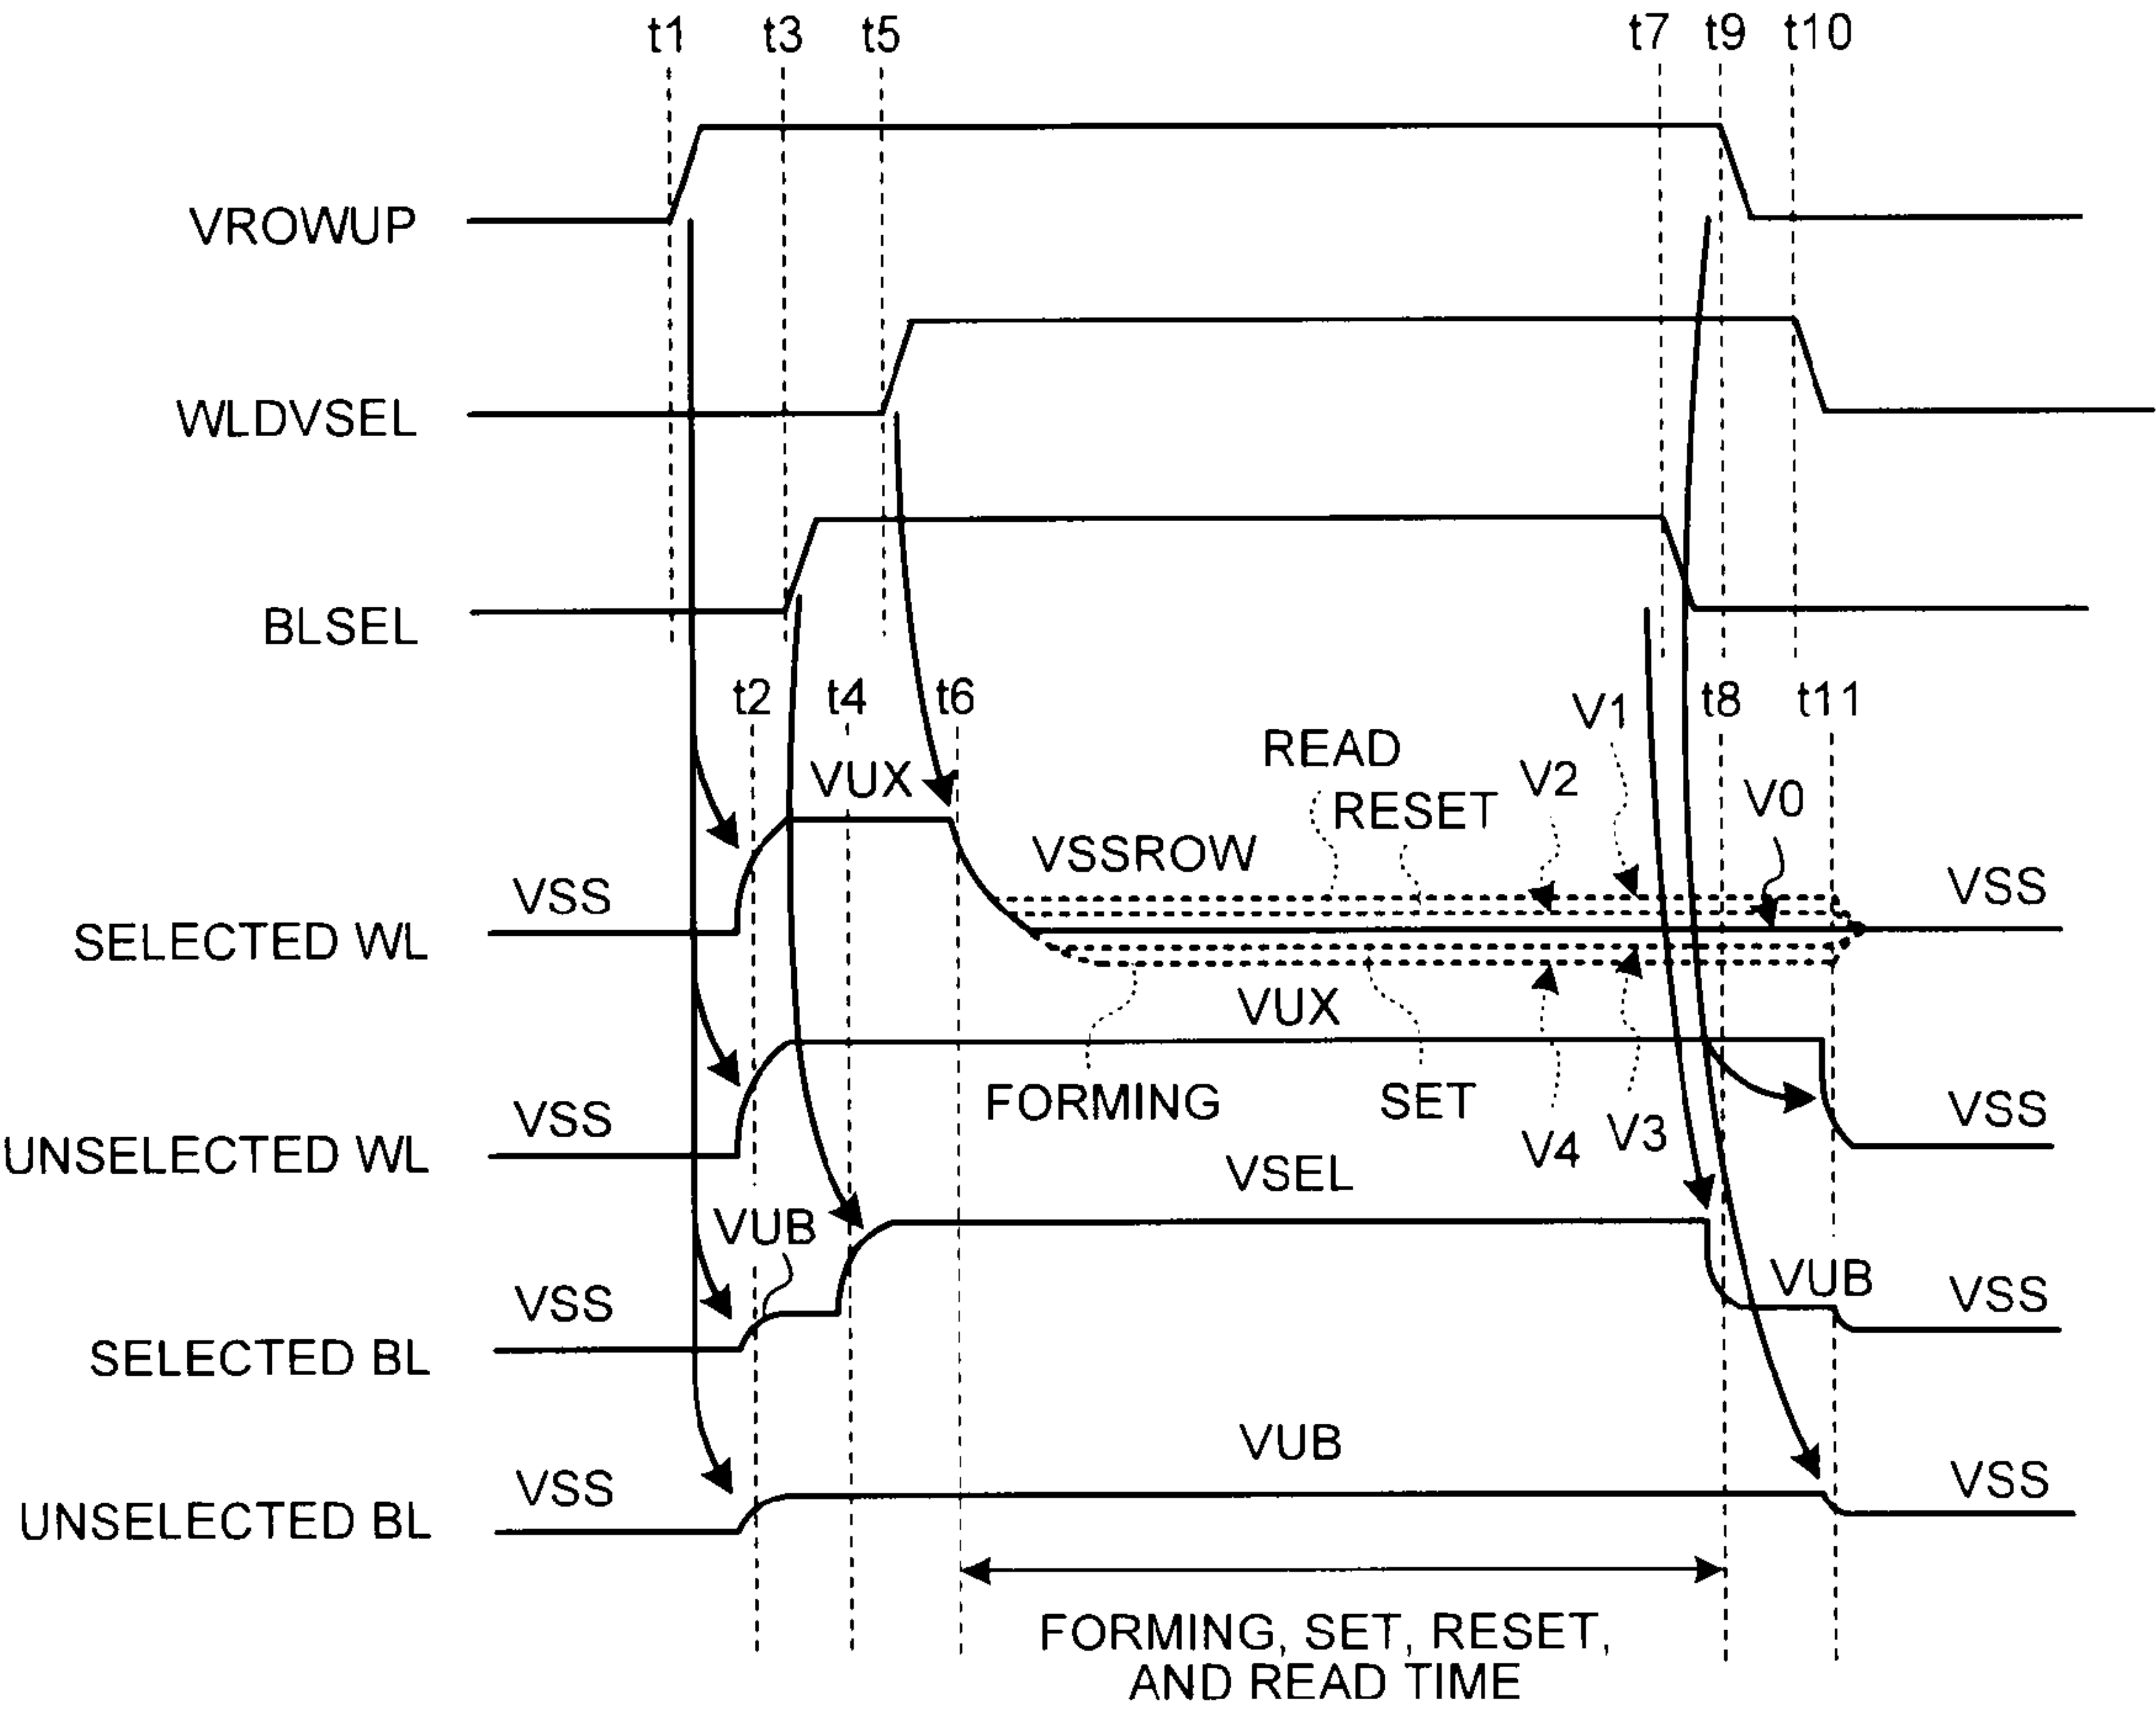 t1 t3 t5 t7 t9 t10
VROWUP
WLDVSEL
BLSEL
t2 t4 t6 V1 t8 t11
READ
VUX V2
RESET V0
VSSROW
VSS VSS
SELECTED WL
VUX
FORMING SET
VSS V3 VSS
UNSELECTED WL V4
VSEL
VUB
VSS VUB VSS
SELECTED BL
VUB
VSS VSS
UNSELECTED BL
FORMING, SET, RESET,
AND READ TIME